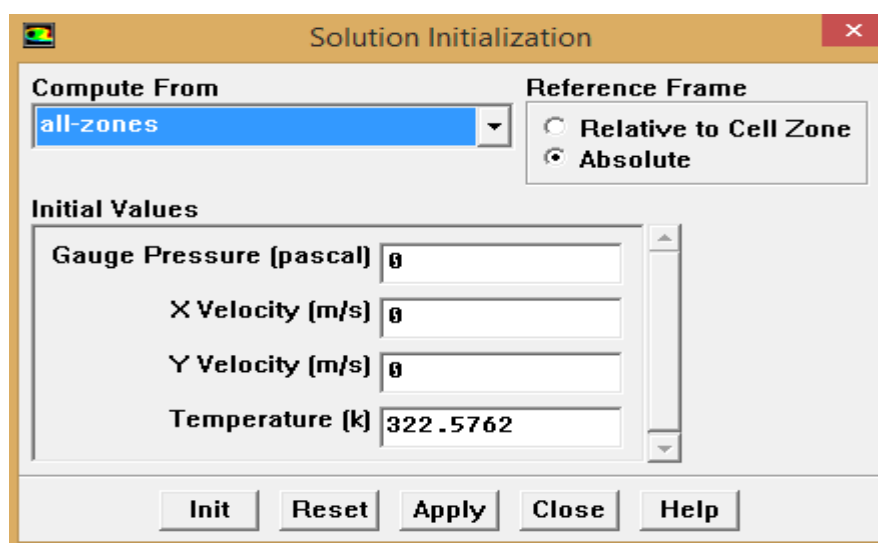 Solution Initialization
Compute From
all-zones
Reference Frame
Relative to Cell Zone
Absolute
Initial Values
Gauge Pressure (pascal) 0
X Velocity (m/s) 0
Y Velocity (m/s) 0
Temperature (k) 322.5762
Init Reset Apply Close Help